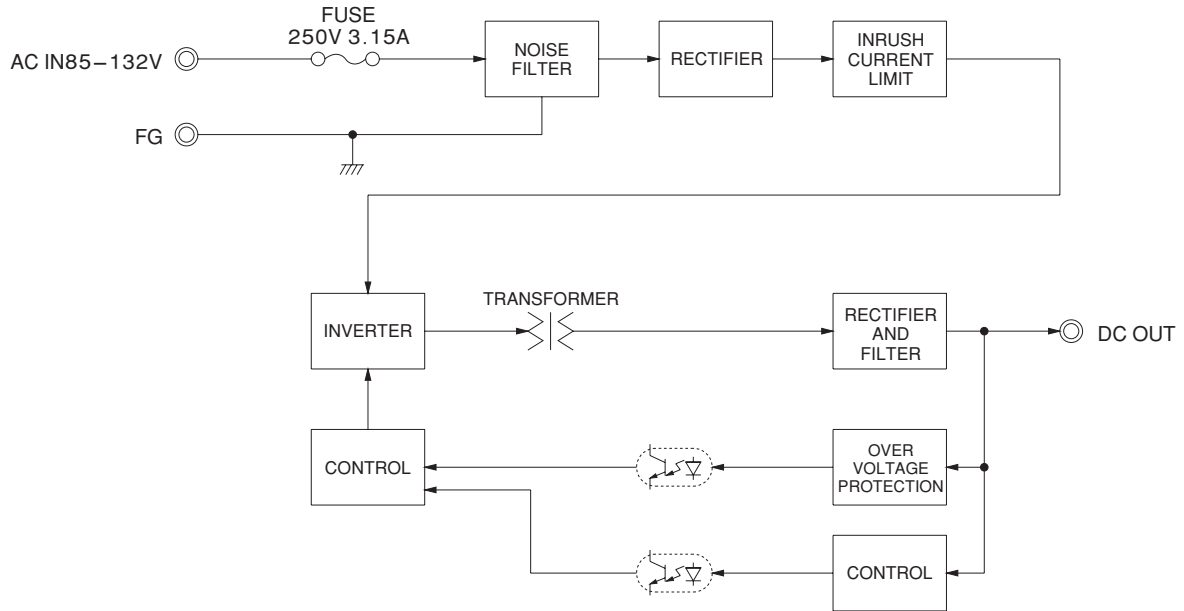 FUSE
250V 3.15A
AC IN85–132V
NOISE
FILTER
RECTIFIER
INRUSH
CURRENT
LIMIT
FG
INVERTER
TRANSFORMER
RECTIFIER
AND
FILTER
DC OUT
CONTROL
OVER
VOLTAGE
PROTECTION
CONTROL